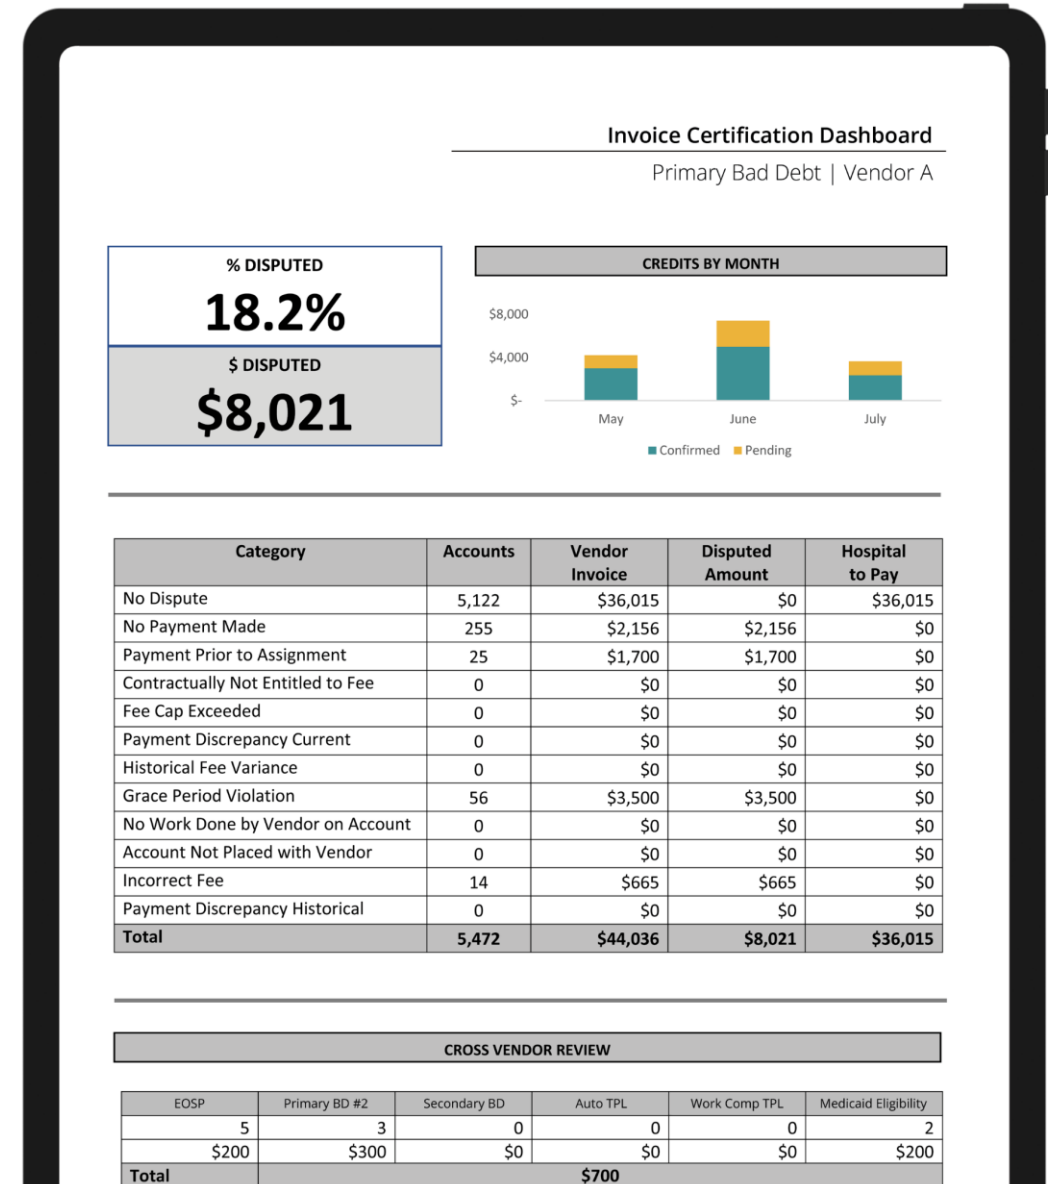 Invoice Certification Dashboard
Primary Bad Debt | Vendor A
% DISPUTED
18.2%
$ DISPUTED
$8,021
CREDITS BY MONTH
$8,000
$4,000
$-
May June July
Confirmed Pending
Category Accounts Vendor Invoice Disputed Amount Hospital to Pay
No Dispute 5,122 $36,015 $0 $36,015
No Payment Made 255 $2,156 $2,156 $0
Payment Prior to Assignment 25 $1,700 $1,700 $0
Contractually Not Entitled to Fee 0 $0 $0 $0
Fee Cap Exceeded 0 $0 $0 $0
Payment Discrepancy Current 0 $0 $0 $0
Historical Fee Variance 0 $0 $0 $0
Grace Period Violation 56 $3,500 $3,500 $0
No Work Done by Vendor on Account 0 $0 $0 $0
Account Not Placed with Vendor 0 $0 $0 $0
Incorrect Fee 14 $665 $665 $0
Payment Discrepancy Historical 0 $0 $0 $0
Total 5,472 $44,036 $8,021 $36,015
CROSS VENDOR REVIEW
EOSP Primary BD #2 Secondary BD Auto TPL Work Comp TPL Medicaid Eligibility
5 3 0 0 0 2
$200 $300 $0 $0 $0 $200
Total $700